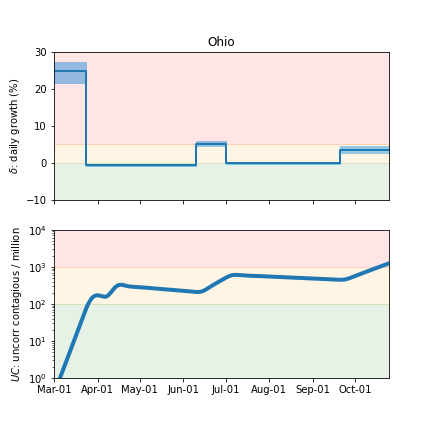 Ohio
30
20
10
0
−10
δ: daily growth (%)
10⁴
10³
10²
10¹
10⁰
UC: uncorr contagious / million
Mar-01 Apr-01 May-01 Jun-01 Jul-01 Aug-01 Sep-01 Oct-01